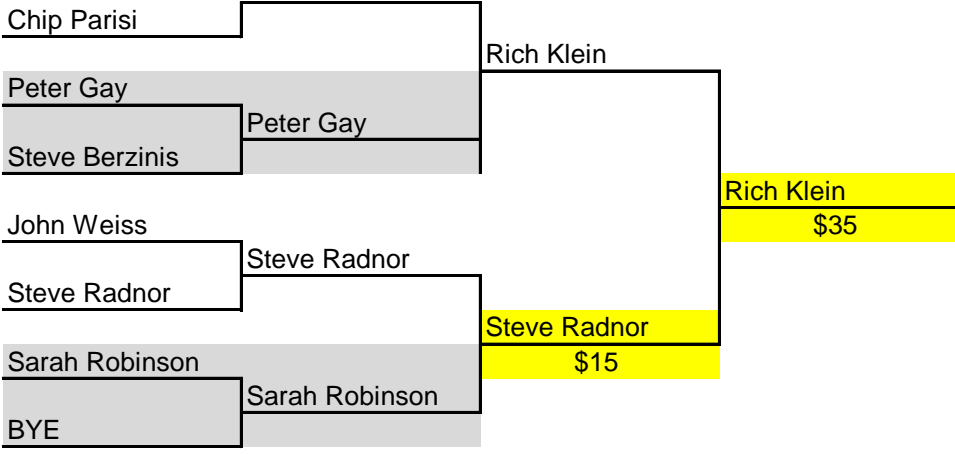 Chip Parisi
Rich Klein
Peter Gay
Peter Gay
Steve Berzinis
Rich Klein
John Weiss
$35
Steve Radnor
Steve Radnor
Steve Radnor
Sarah Robinson
$15
Sarah Robinson
BYE